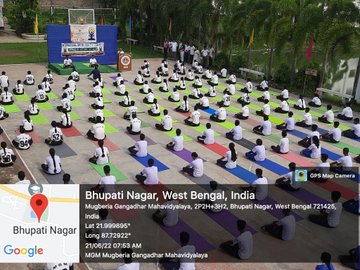 GPS Map Camera
Bhupati Nagar
Google
Bhupati Nagar, West Bengal, India
Mugberia Gangadhar Mahavidyalaya, 2P2H+3H2, Bhupati Nagar, West Bengal 721425,
India
Lat 21.999895°
Long 87.72922°
21/06/22 07:53 AM
MGM Mugberia Gangadhar Mahavidyalaya